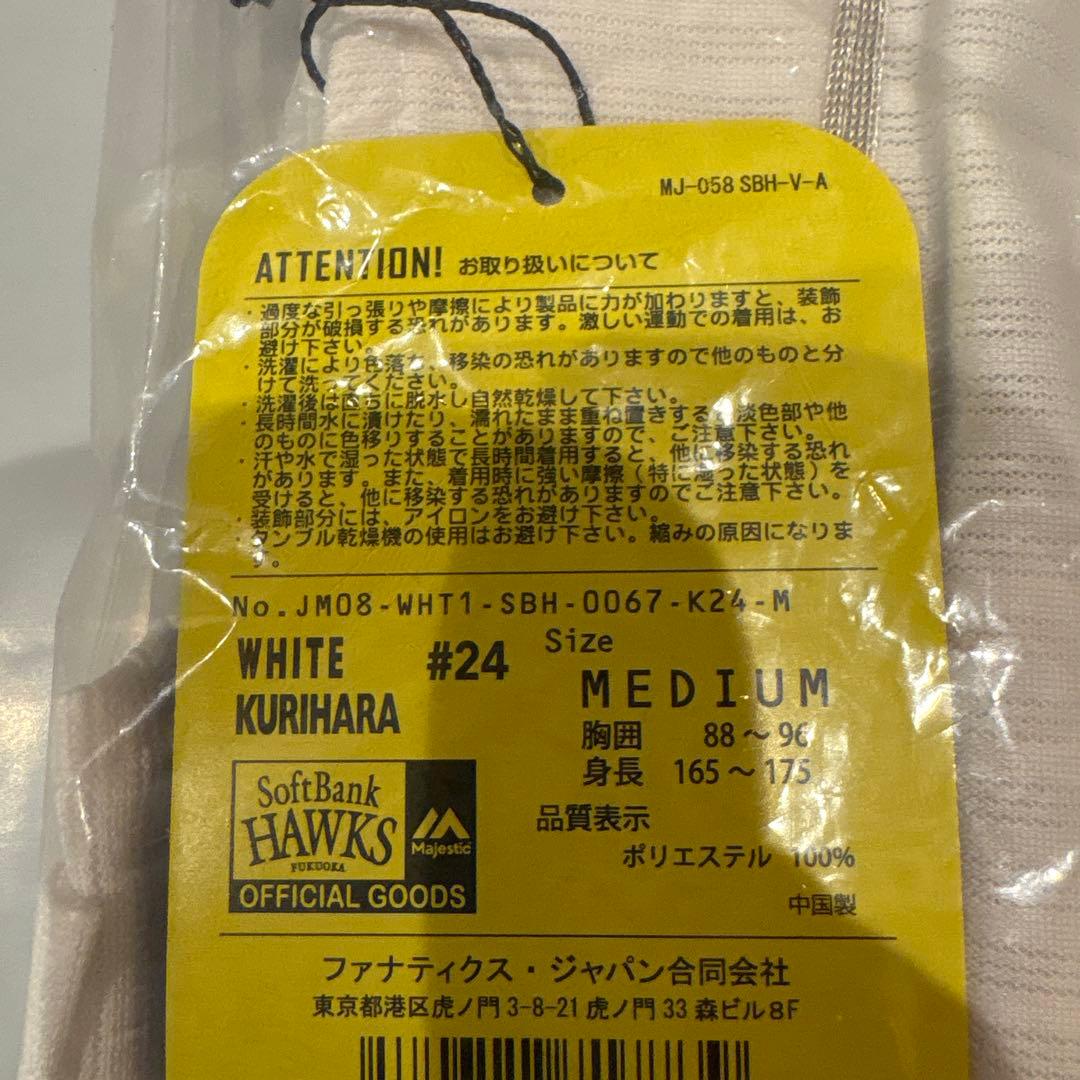 MJ-058 SBH-V-A
ATTENTION! お取り扱いについて
・過度な引っ張りや摩擦により製品に力が加わりますと、装飾
部分が破損する恐れがあります。激しい運動での着用は、お
避け下さい。
・洗濯により色落ち、移染の恐れがありますので他のものと分
けて洗ってください。
・洗濯後は直ちに脱水し自然乾燥して下さい。
・長時間水に漬けたり、濡れたまま重ね置きすると淡色部や他
のものに色移りすることがありますので、ご注意下さい。
・汗や水で湿った状態で長時間着用すると、他に移染する恐れ
があります。また、着用時に強い摩擦(特に湿った状態)を
受けると、他に移染する恐れがありますのでご注意下さい。
・装飾部分には、アイロンをお避け下さい。
・タンブル乾燥機の使用はお避け下さい。縮みの原因になりま
す。
No.JM08-WHT1-SBH-0067-K24-M
WHITE #24
KURIHARA
Size
MEDIUM
胸囲 88～96
身長 165～175
品質表示
ポリエステル 100%
中国製
SoftBank
HAWKS
FUKUOKA
Majestic
OFFICIAL GOODS
ファナティクス・ジャパン合同会社
東京都港区虎ノ門 3-8-21 虎ノ門 33 森ビル 8F